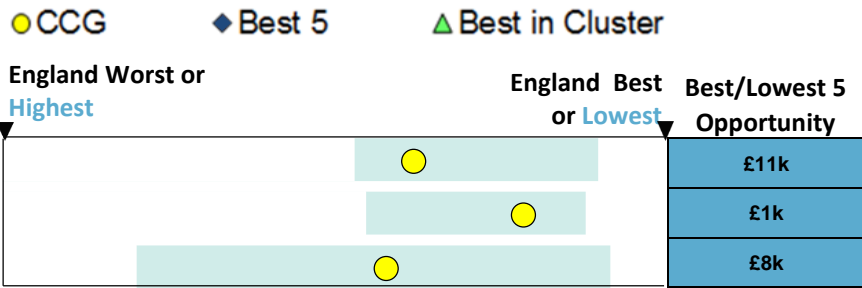 CCG Best 5 Best in Cluster
England Worst or
Highest
England Best
or Lowest
Best/Lowest 5
Opportunity
£11k
£1k
£8k